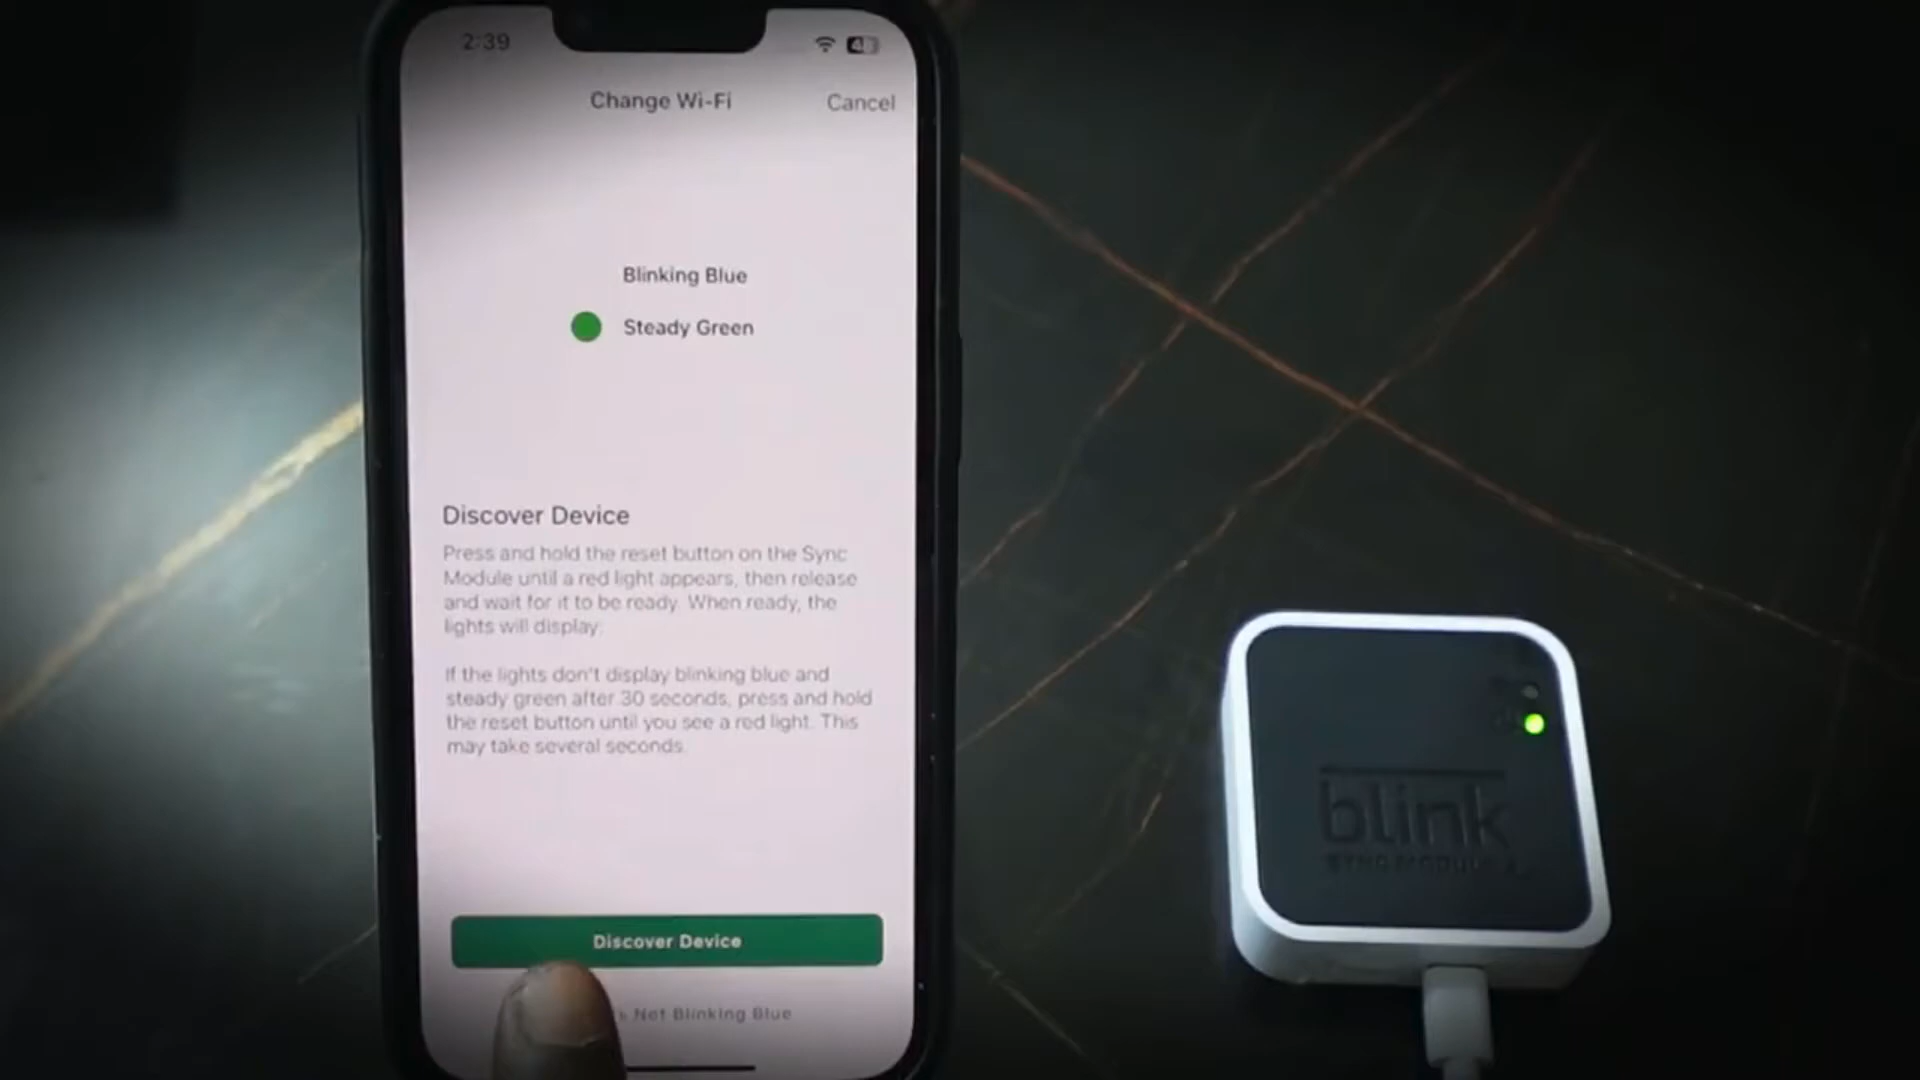 2:39
Change Wi-Fi
Cancel
Blinking Blue
Steady Green
Discover Device
Press and hold the reset button on the Sync
Module until a red light appears, then release
and wait for it to be ready. When ready, the
lights will display:
If the lights don't display blinking blue and
steady green after 30 seconds, press and hold
the reset button until you see a red light. This
may take several seconds.
Discover Device
Not Blinking Blue
blink
SYNC MODULE